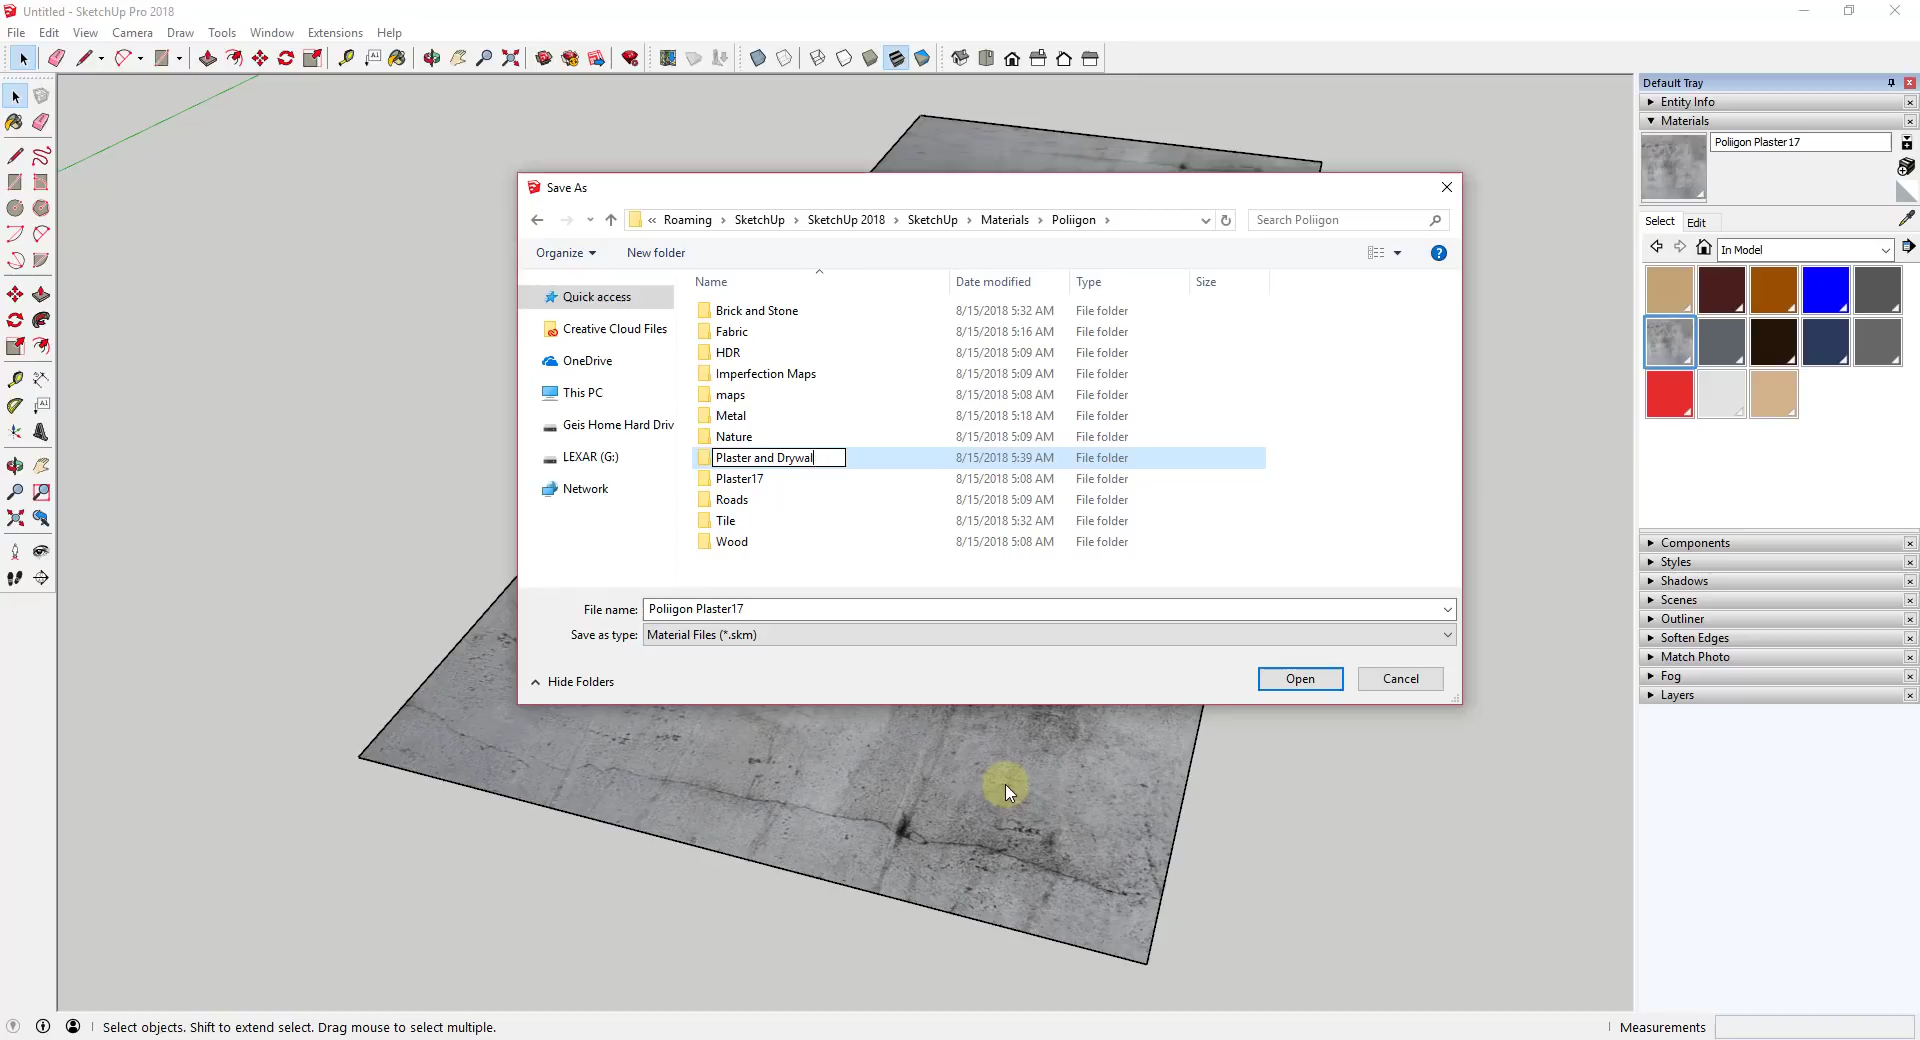 Untitled - SketchUp Pro 2018
File Edit View Camera Draw Tools Window Extensions Help
Default Tray
Entity Info
Materials
Poliigon Plaster17
Select Edit
In Model
Components
Styles
Shadows
Scenes
Outliner
Soften Edges
Match Photo
Fog
Layers
Save As
« Roaming › SketchUp › SketchUp 2018 › SketchUp › Materials › Poliigon ›
Search Poliigon
Organize New folder
Name Date modified Type Size
Quick access
Creative Cloud Files
OneDrive
This PC
Geis Home Hard Driv
LEXAR (G:)
Network
Brick and Stone 8/15/2018 5:32 AM File folder
Fabric 8/15/2018 5:16 AM File folder
HDR 8/15/2018 5:09 AM File folder
Imperfection Maps 8/15/2018 5:09 AM File folder
maps 8/15/2018 5:08 AM File folder
Metal 8/15/2018 5:18 AM File folder
Nature 8/15/2018 5:09 AM File folder
Plaster and Drywal 8/15/2018 5:39 AM File folder
Plaster17 8/15/2018 5:08 AM File folder
Roads 8/15/2018 5:09 AM File folder
Tile 8/15/2018 5:32 AM File folder
Wood 8/15/2018 5:08 AM File folder
File name: Poliigon Plaster17
Save as type: Material Files (*.skm)
Hide Folders
Open Cancel
Select objects. Shift to extend select. Drag mouse to select multiple.
Measurements